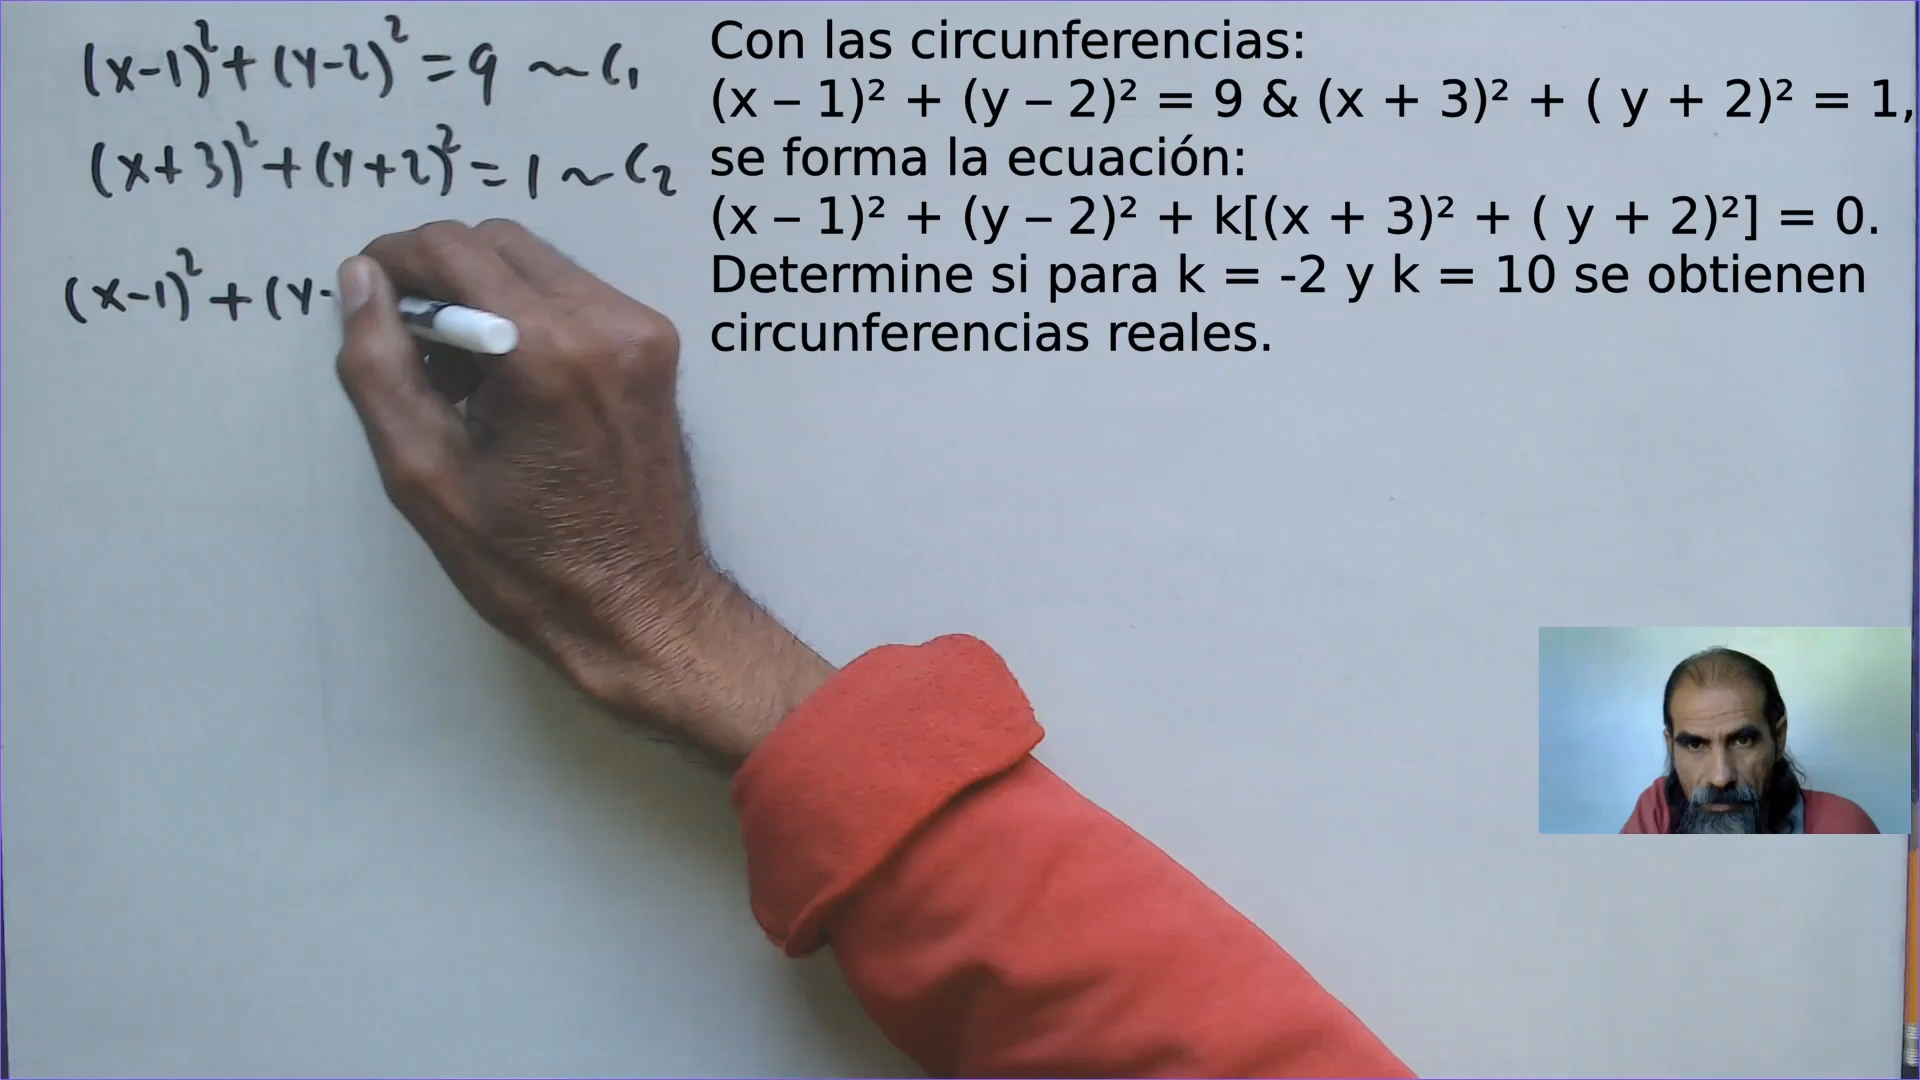 (x-1)²+(y-2)²=9 ~ C₁
(x+3)²+(y+2)²=1 ~ C₂
(x-1)²+(y-
Con las circunferencias:
(x – 1)² + (y – 2)² = 9 & (x + 3)² + ( y + 2)² = 1,
se forma la ecuación:
(x – 1)² + (y – 2)² + k[(x + 3)² + ( y + 2)²] = 0.
Determine si para k = -2 y k = 10 se obtienen
circunferencias reales.